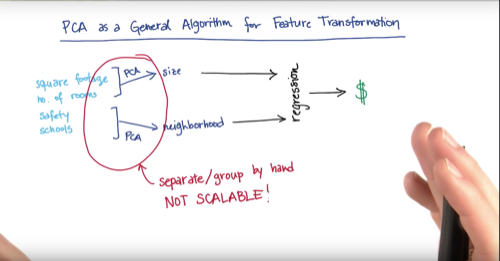 PCA as a General Algorithm for Feature Transformation
square footage
no. of rooms
safety
schools
PCA
size
PCA
neighborhood
regression
$
separate/group by hand
NOT SCALABLE!